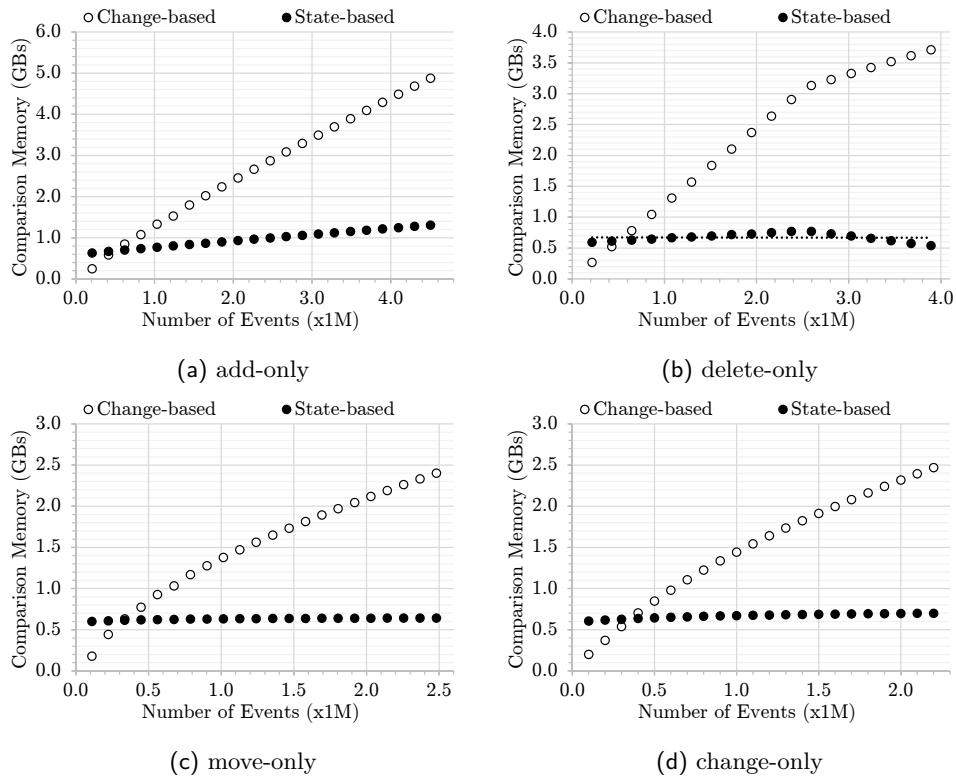 Change-based State-based
6.0
5.0
4.0
3.0
2.0
1.0
0.0
Comparison Memory (GBs)
0.0 1.0 2.0 3.0 4.0
Number of Events (x1M)
(a) add-only
Change-based State-based
4.0
3.5
3.0
2.5
2.0
1.5
1.0
0.5
0.0
Comparison Memory (GBs)
0.0 1.0 2.0 3.0 4.0
Number of Events (x1M)
(b) delete-only
Change-based State-based
3.0
2.5
2.0
1.5
1.0
0.5
0.0
Comparison Memory (GBs)
0.0 0.5 1.0 1.5 2.0 2.5
Number of Events (x1M)
(c) move-only
Change-based State-based
3.0
2.5
2.0
1.5
1.0
0.5
0.0
Comparison Memory (GBs)
0.0 0.5 1.0 1.5 2.0
Number of Events (x1M)
(d) change-only